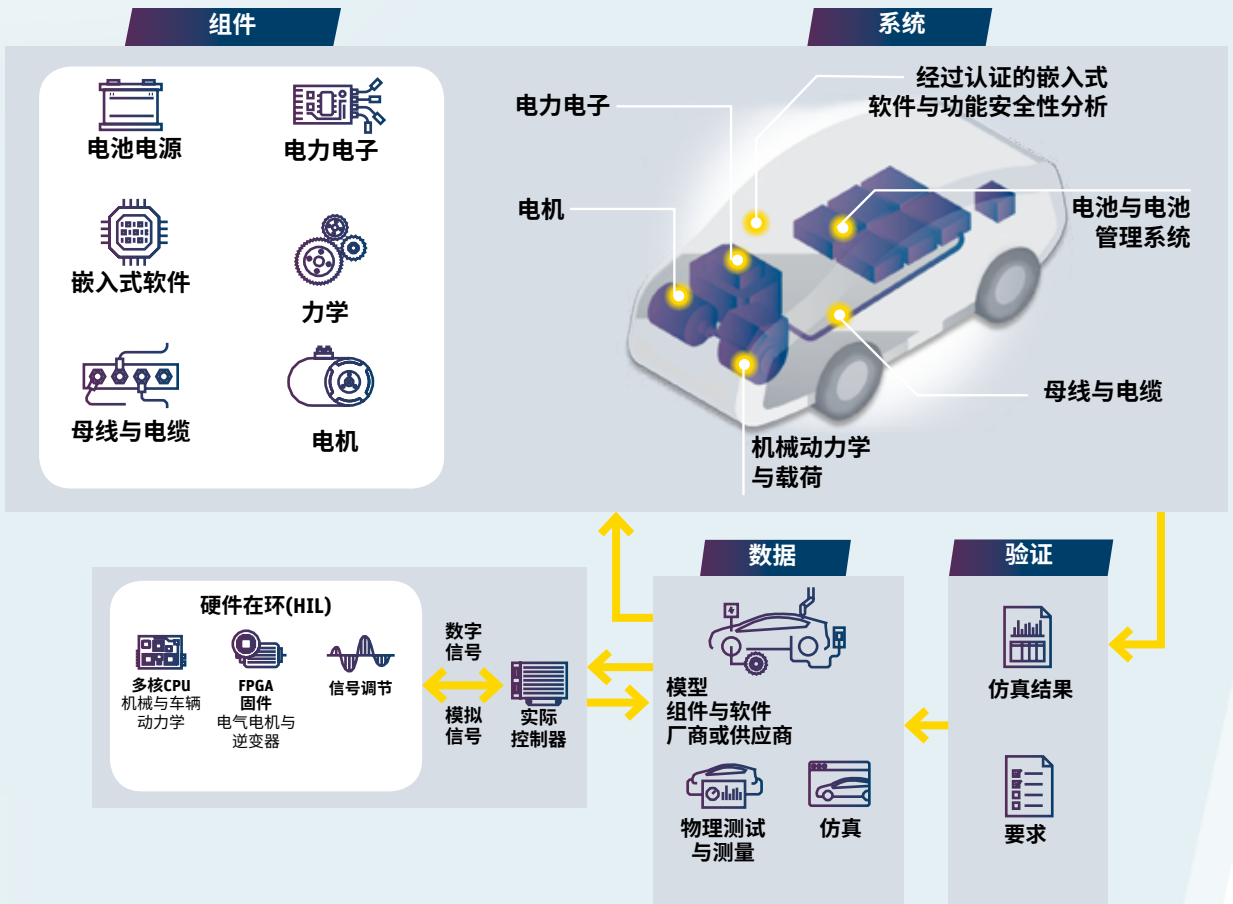 组件
电池电源
电力电子
嵌入式软件
力学
母线与电缆
电机
系统
经过认证的嵌入式
软件与功能安全性分析
电力电子
电机
电池与电池
管理系统
母线与电缆
机械动力学
与载荷
硬件在环(HIL)
多核CPU
机械与车辆
动力学
FPGA
固件
电气电机与
逆变器
信号调节
数字
信号
模拟
信号
实际
控制器
数据
模型
组件与软件
厂商或供应商
物理测试
与测量
仿真
验证
仿真结果
要求